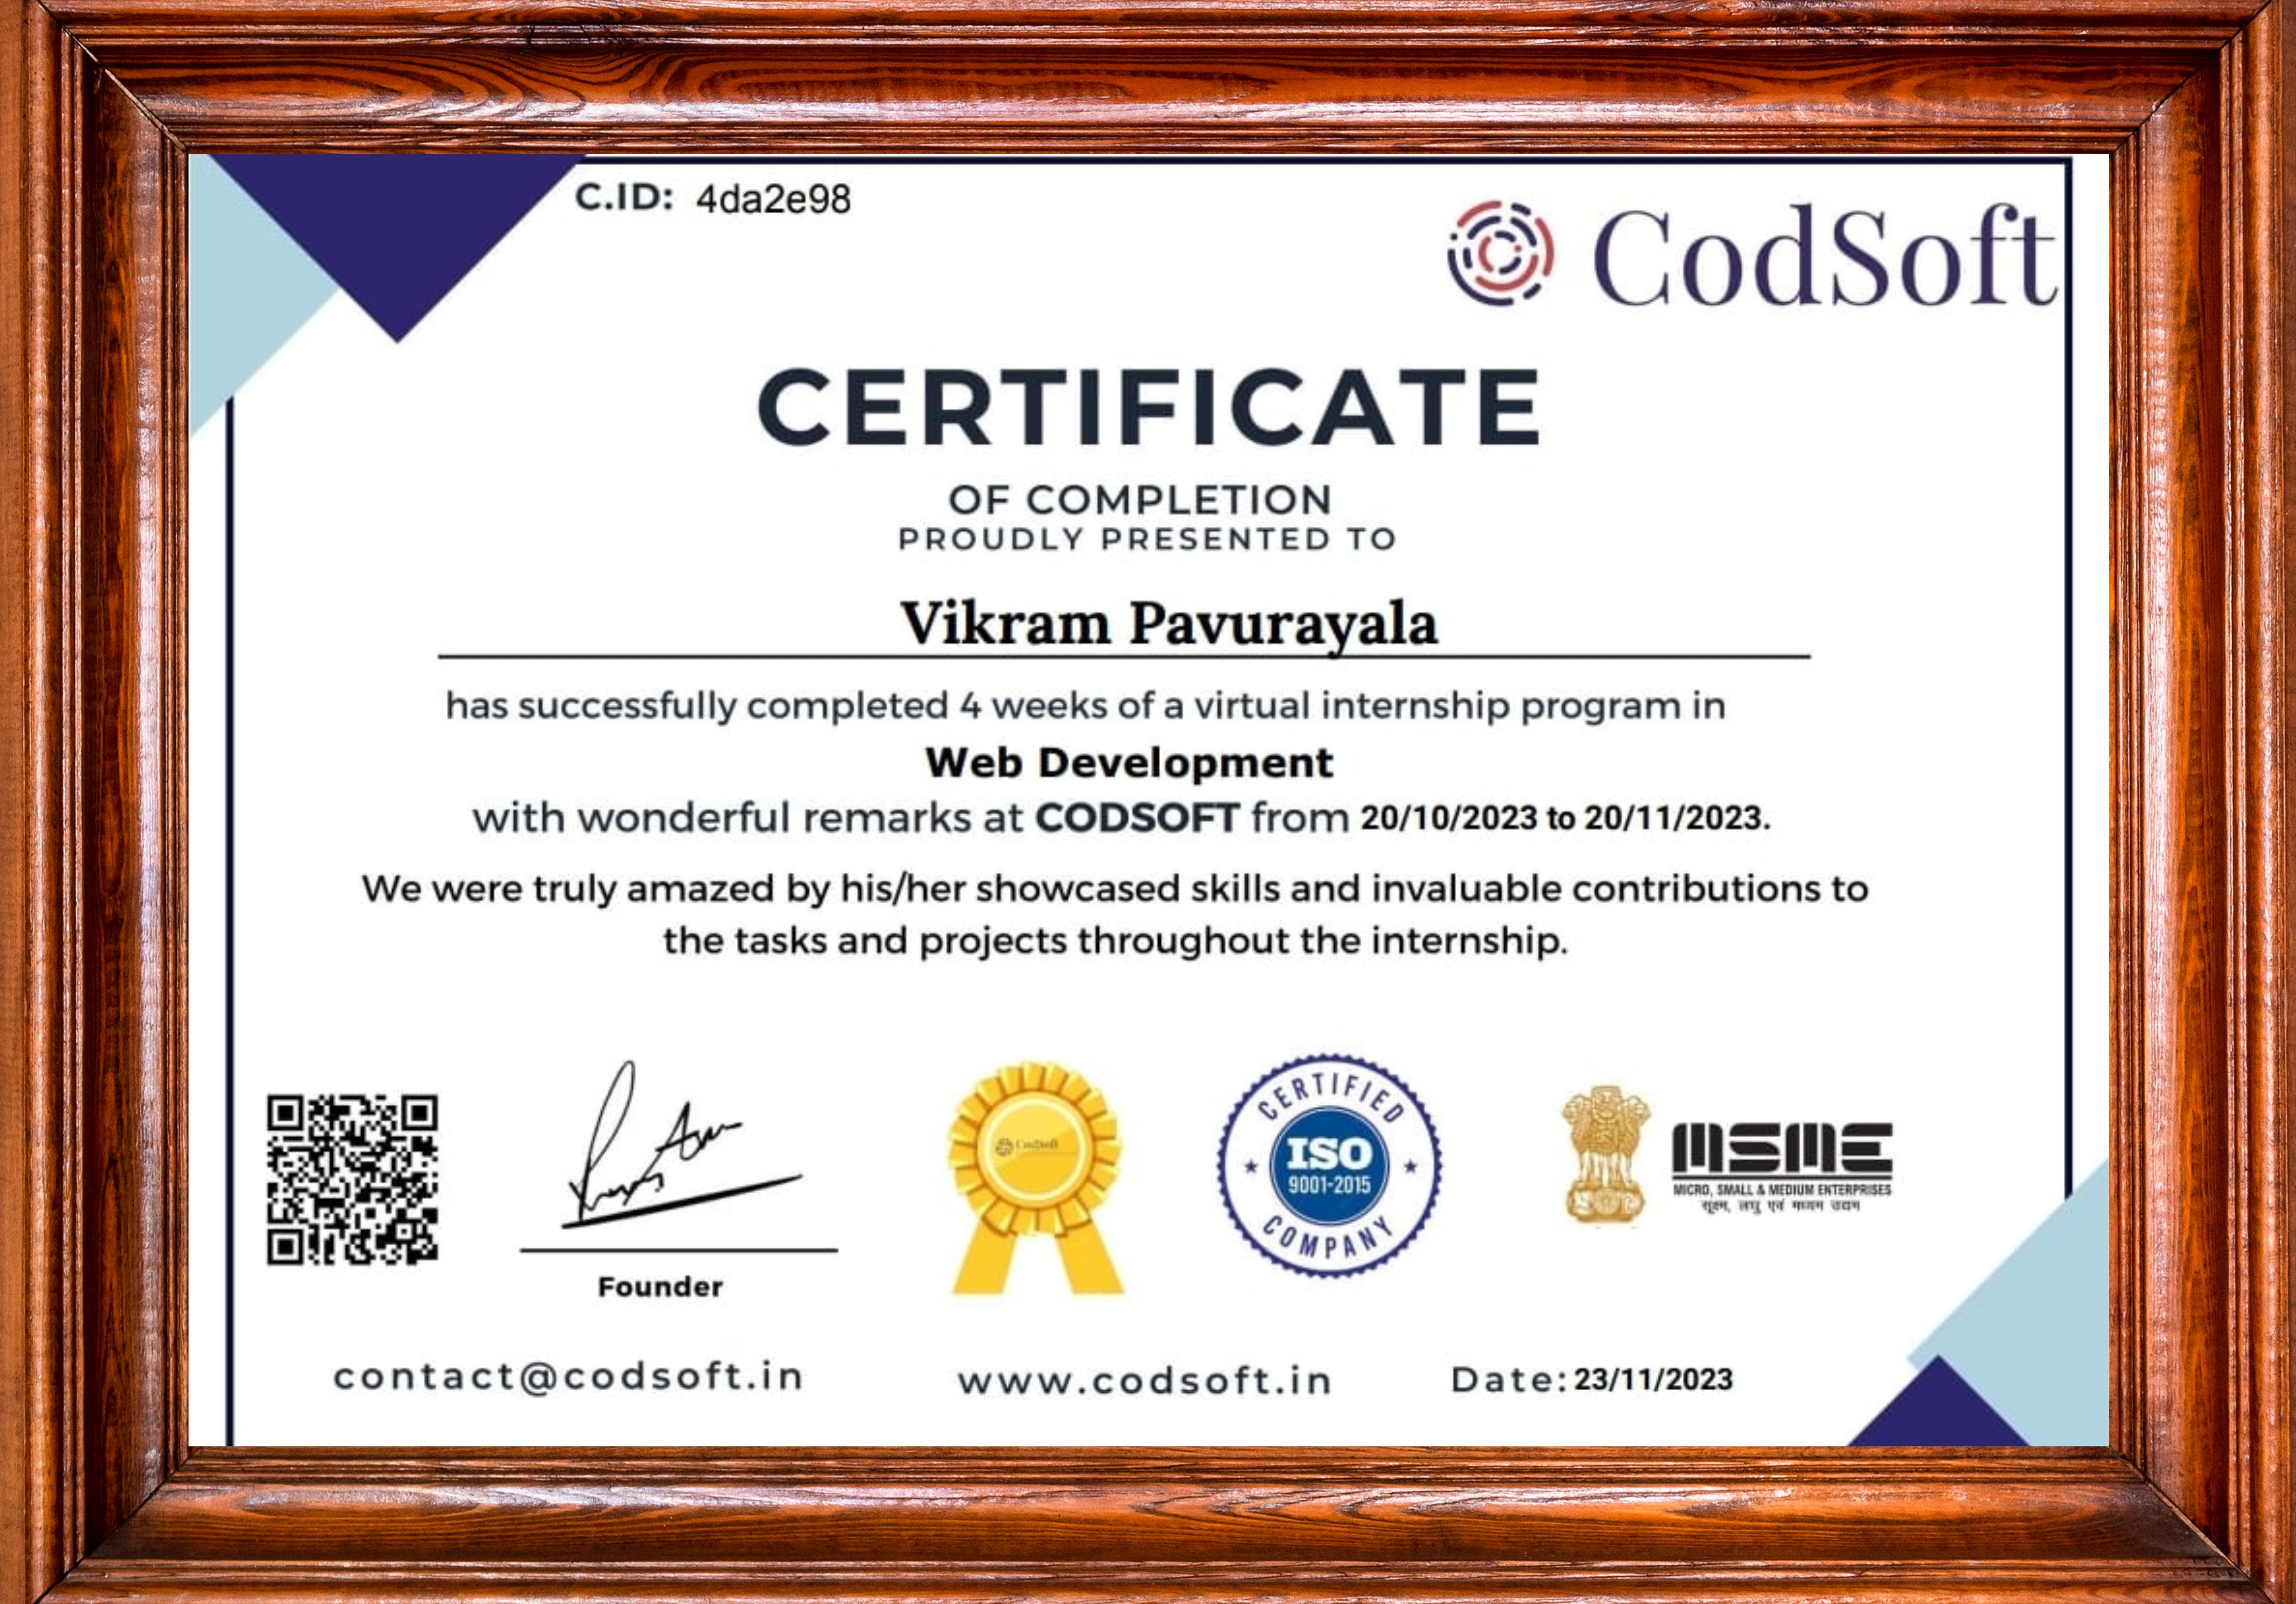 C.ID: 4da2e98
CodSoft
CERTIFICATE
OF COMPLETION
PROUDLY PRESENTED TO
Vikram Pavurayala
has successfully completed 4 weeks of a virtual internship program in
Web Development
with wonderful remarks at CODSOFT from 20/10/2023 to 20/11/2023.
We were truly amazed by his/her showcased skills and invaluable contributions to
the tasks and projects throughout the internship.
Founder
CodSoft
CERTIFIED
ISO
9001-2015
COMPANY
MSME
MICRO, SMALL & MEDIUM ENTERPRISES
सूक्ष्म, लघु एवं मध्यम उद्यम
contact@codsoft.in
www.codsoft.in
Date: 23/11/2023